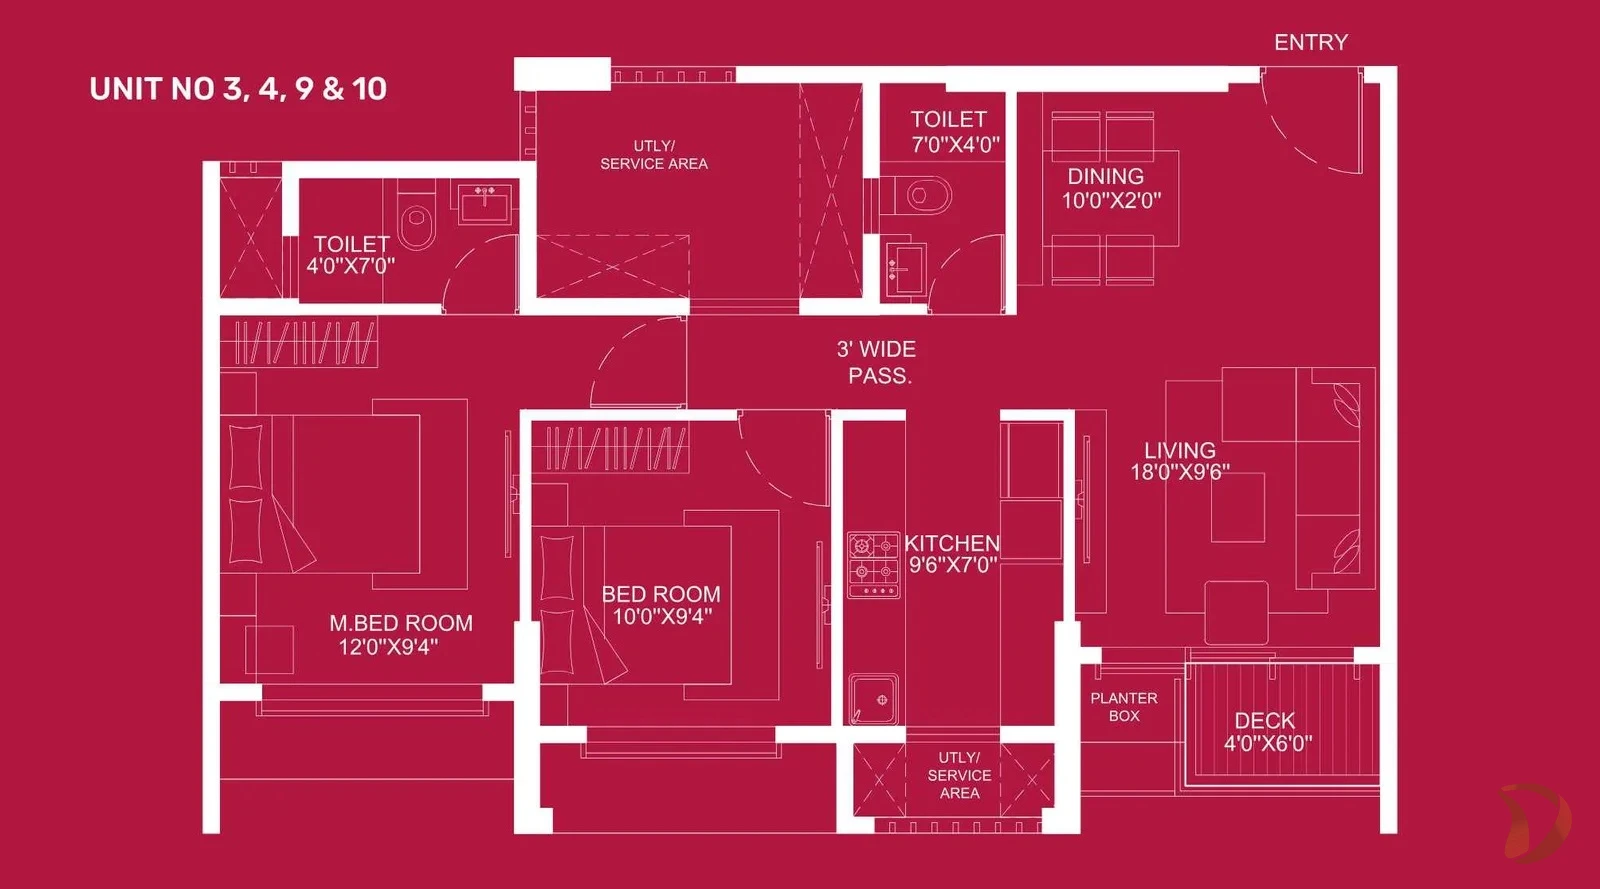 ENTRY
UNIT NO 3, 4, 9 & 10
UTLY/
SERVICE AREA
TOILET
7'0"X4'0"
DINING
10'0"X2'0"
TOILET
4'0"X7'0"
3' WIDE
PASS.
LIVING
18'0"X9'6"
KITCHEN
9'6"X7'0"
BED ROOM
10'0"X9'4"
M.BED ROOM
12'0"X9'4"
PLANTER
BOX
DECK
4'0"X6'0"
UTLY/
SERVICE
AREA